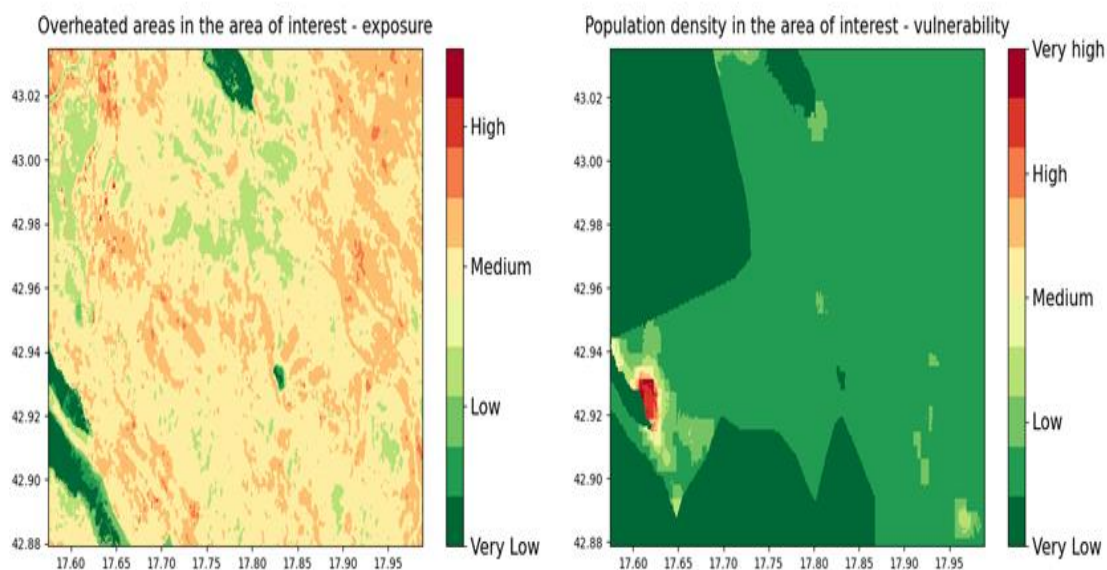 Overheated areas in the area of interest - exposure
43.02
43.00
42.98
42.96
42.94
42.92
42.90
42.88
17.60 17.65 17.70 17.75 17.80 17.85 17.90 17.95
High
Medium
Low
Very Low
Population density in the area of interest - vulnerability
43.02
43.00
42.98
42.96
42.94
42.92
42.90
42.88
17.60 17.65 17.70 17.75 17.80 17.85 17.90 17.95
Very high
High
Medium
Low
Very Low